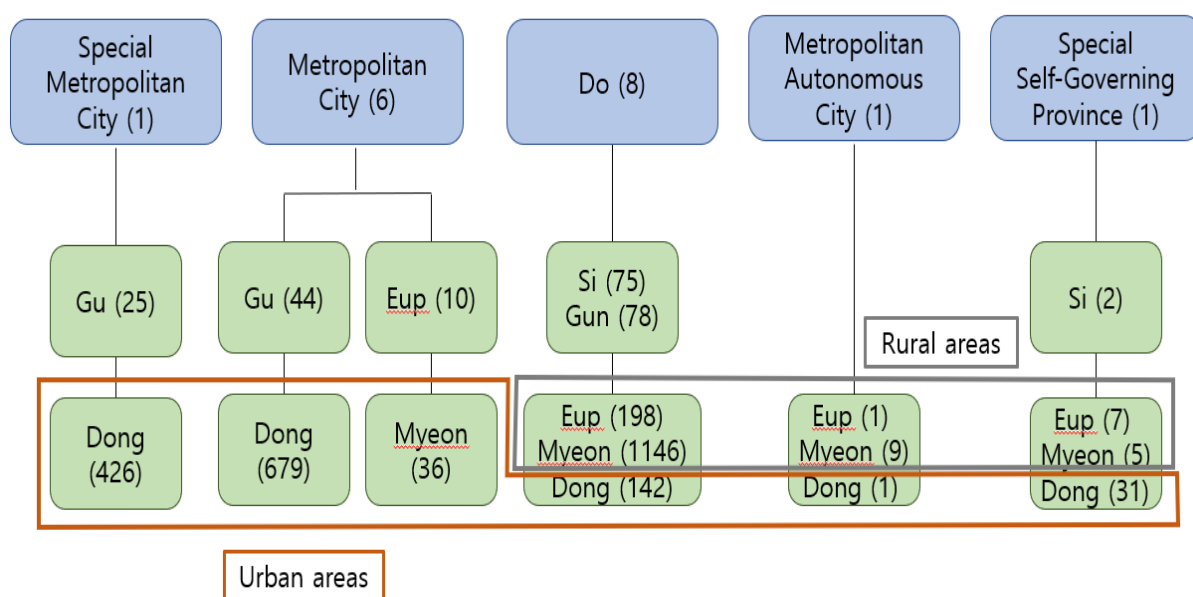 Special
Metropolitan
City (1)
Metropolitan
City (6)
Do (8)
Metropolitan
Autonomous
City (1)
Special
Self-Governing
Province (1)
Gu (25)
Gu (44)
Eup (10)
Si (75)
Gun (78)
Si (2)
Rural areas
Dong
(426)
Dong
(679)
Myeon
(36)
Eup (198)
Myeon (1146)
Dong (142)
Eup (1)
Myeon (9)
Dong (1)
Eup (7)
Myeon (5)
Dong (31)
Urban areas